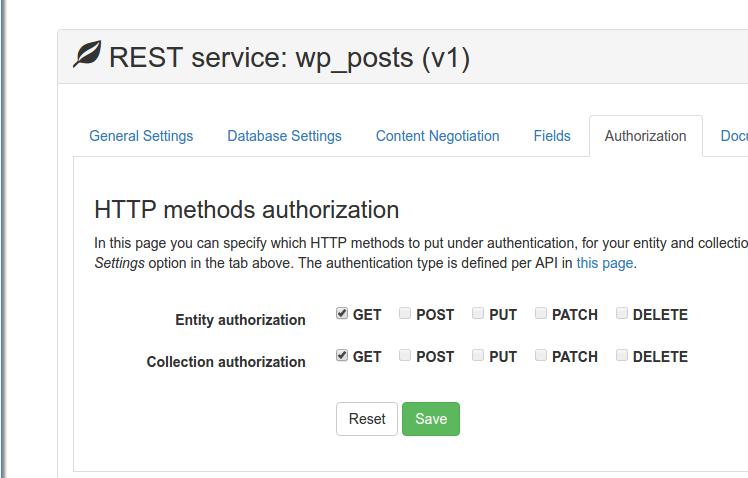 REST service: wp_posts (v1)
General Settings Database Settings Content Negotiation Fields Authorization Docu
HTTP methods authorization
In this page you can specify which HTTP methods to put under authentication, for your entity and collectio
Settings option in the tab above. The authentication type is defined per API in this page.
Entity authorization GET POST PUT PATCH DELETE
Collection authorization GET POST PUT PATCH DELETE
Reset Save